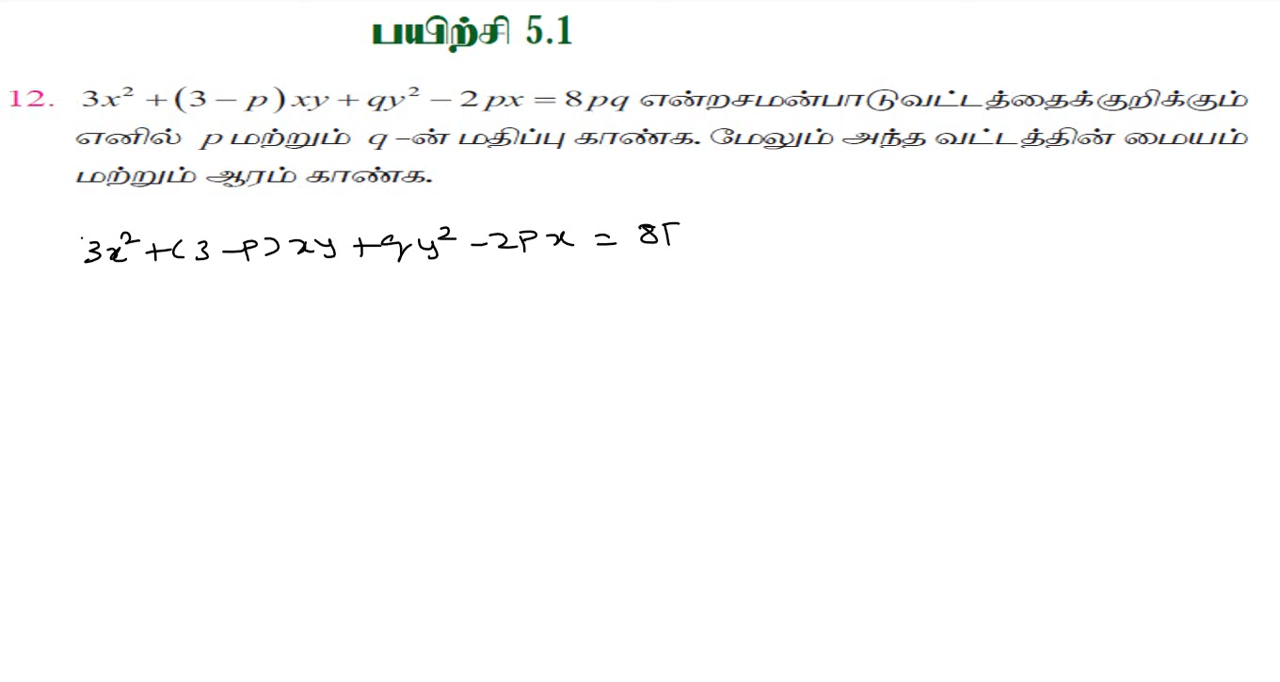 பயிற்சி 5.1
12. 3x² + (3 − p) xy + qy² − 2px = 8pq என்றசமன்பாடுவட்டத்தைக்குறிக்கும்
எனில் p மற்றும் q -ன் மதிப்பு காண்க. மேலும் அந்த வட்டத்தின் மையம்
மற்றும் ஆரம் காண்க.
3x² + (3 − p) xy + qy² − 2px = 8